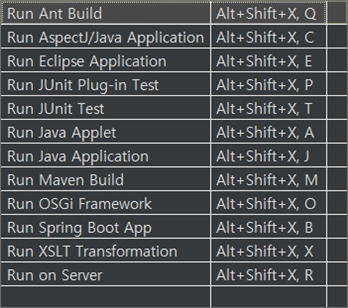 Run Ant Build Alt+Shift+X, Q
Run AspectJ/Java Application Alt+Shift+X, C
Run Eclipse Application Alt+Shift+X, E
Run JUnit Plug-in Test Alt+Shift+X, P
Run JUnit Test Alt+Shift+X, T
Run Java Applet Alt+Shift+X, A
Run Java Application Alt+Shift+X, J
Run Maven Build Alt+Shift+X, M
Run OSGi Framework Alt+Shift+X, O
Run Spring Boot App Alt+Shift+X, B
Run XSLT Transformation Alt+Shift+X, X
Run on Server Alt+Shift+X, R